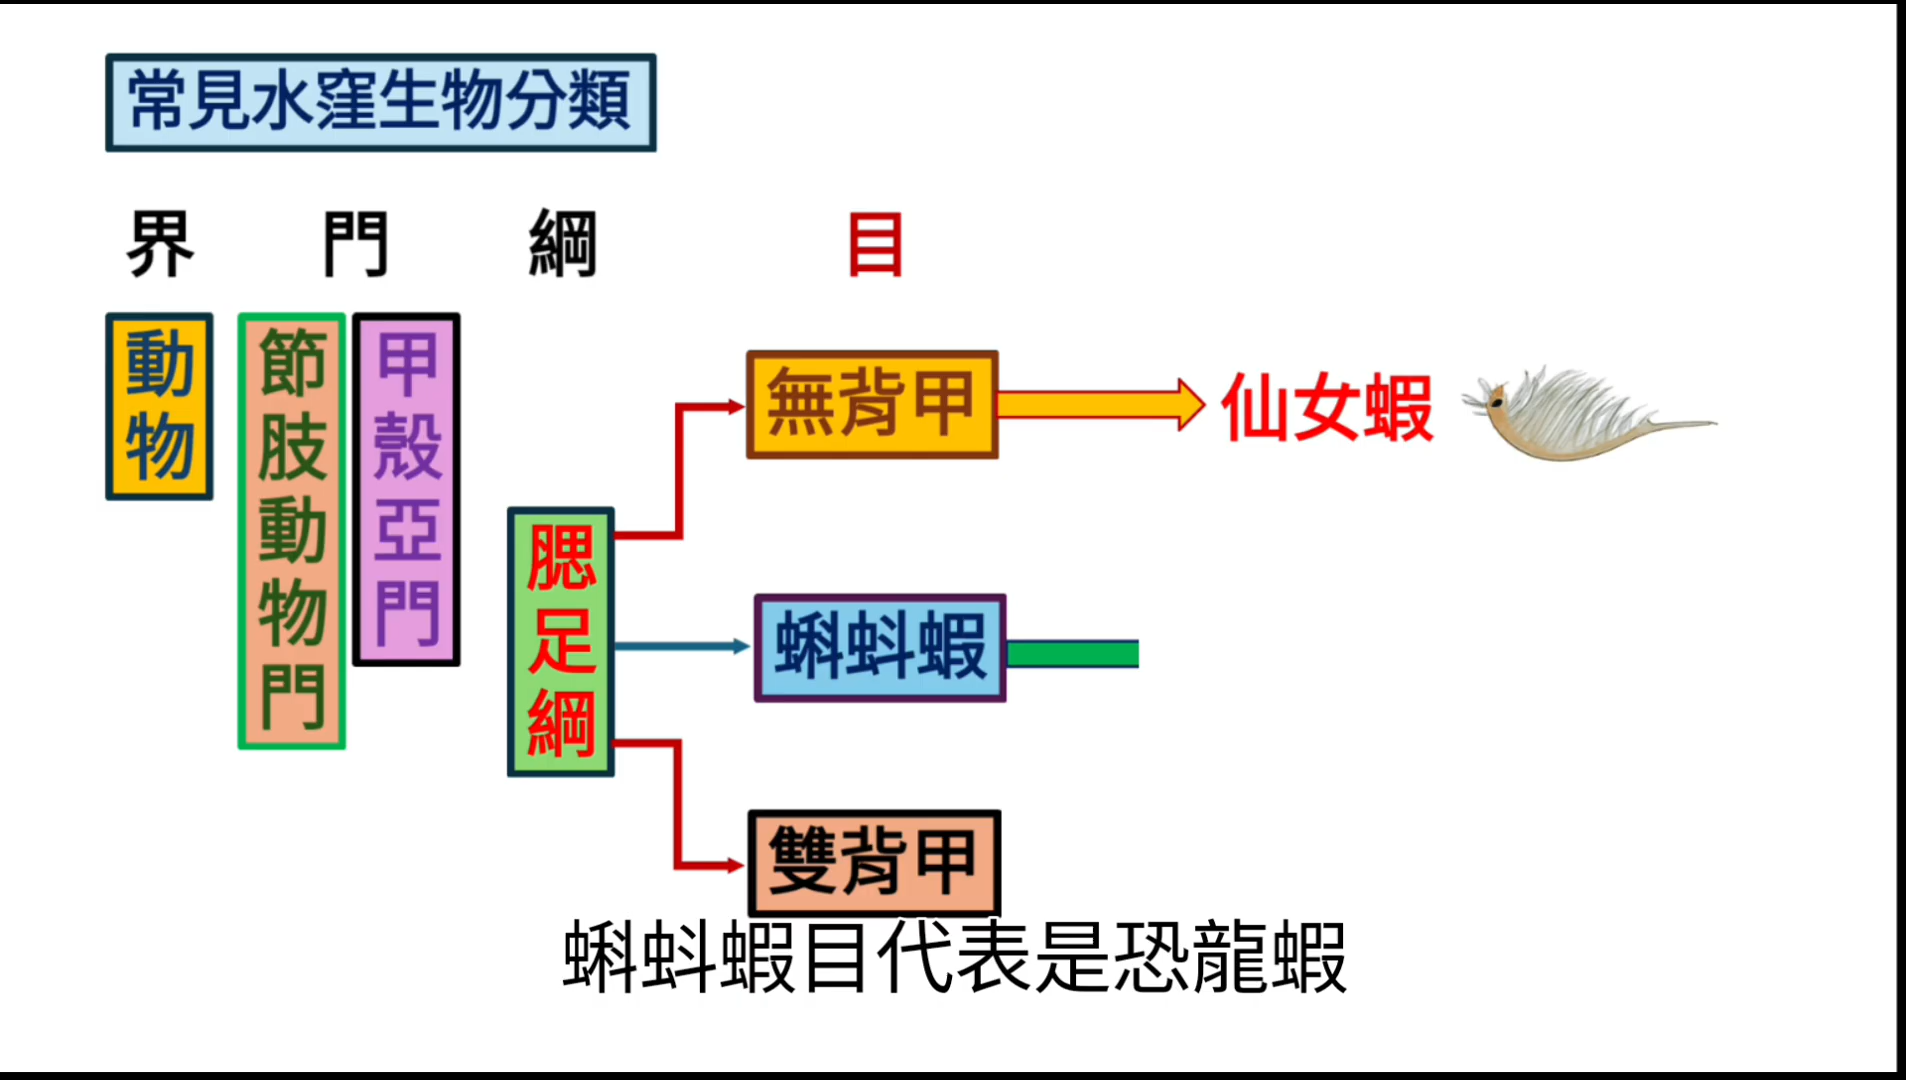 常見水窪生物分類
界 門 綱 目
動物
節肢動物門
甲殼亞門
腮足綱
無背甲
仙女蝦
蝌蚪蝦
雙背甲
蝌蚪蝦目代表是恐龍蝦